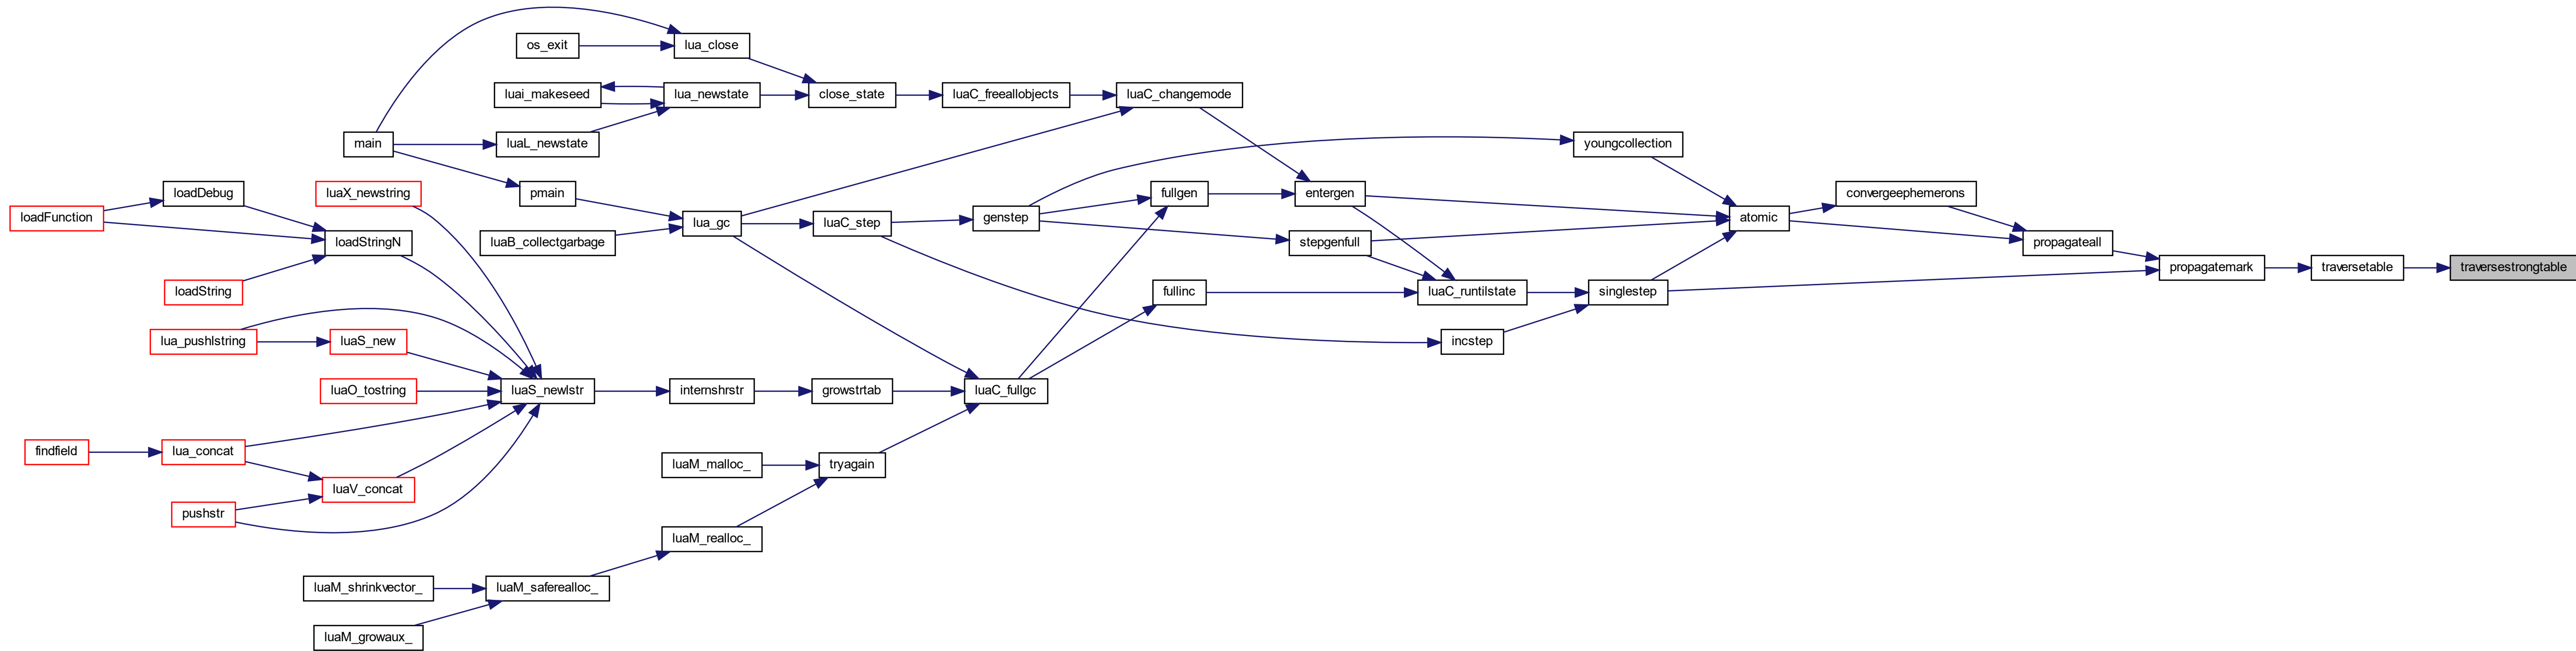 os_exit
lua_close
luai_makeseed
lua_newstate
close_state
luaC_freeallobjects
luaC_changemode
main
luaL_newstate
youngcollection
loadDebug
luaX_newstring
pmain
fullgen
entergen
convergeephemerons
loadFunction
lua_gc
luaC_step
genstep
atomic
loadStringN
luaB_collectgarbage
stepgenfull
propagateall
propagatemark
traversetable
traversestrongtable
loadString
fullinc
luaC_runtilstate
singlestep
lua_pushlstring
luaS_new
incstep
luaO_tostring
luaS_newlstr
internshrstr
growstrtab
luaC_fullgc
findfield
lua_concat
luaM_malloc_
tryagain
luaV_concat
pushstr
luaM_realloc_
luaM_shrinkvector_
luaM_saferealloc_
luaM_growaux_